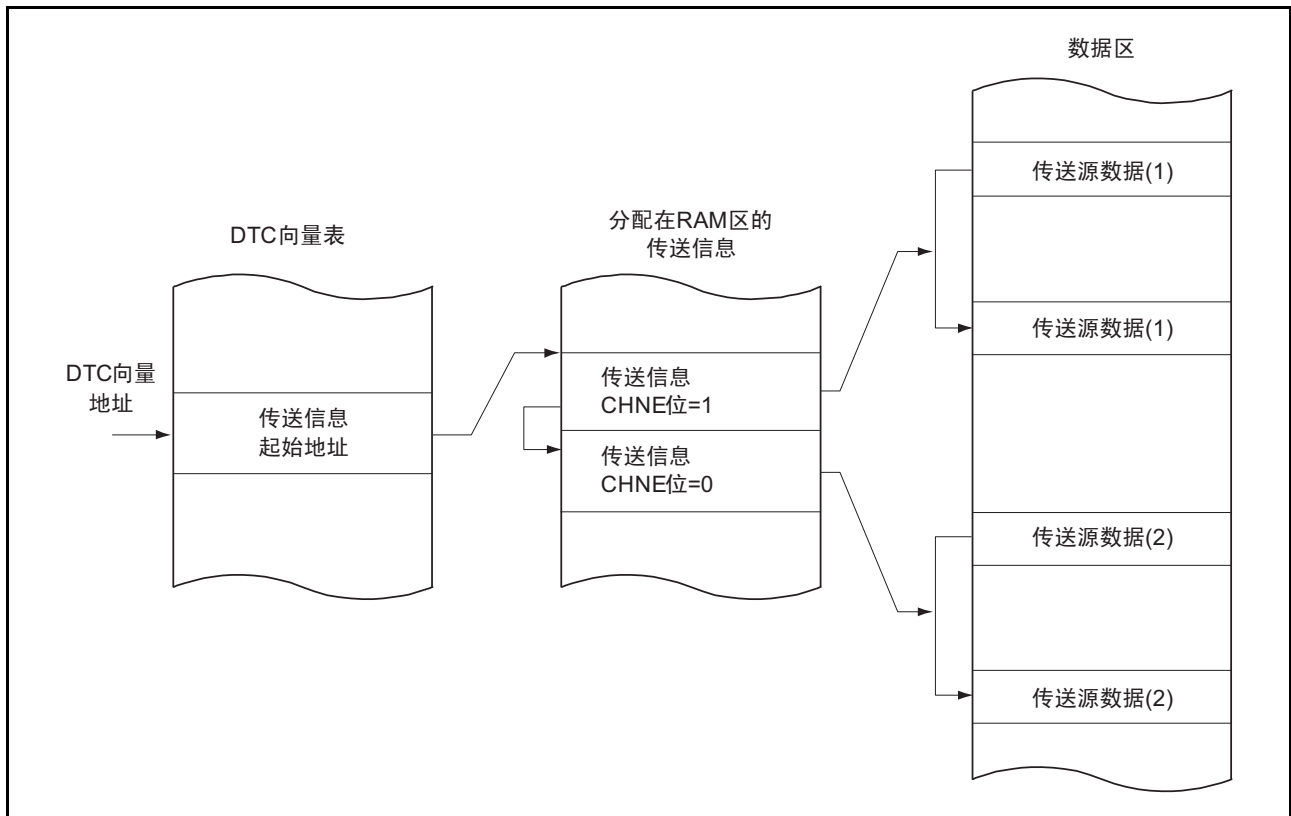 数据区
传送源数据(1)
分配在RAM区的
传送信息
DTC向量表
传送源数据(1)
DTC向量
地址
传送信息
起始地址
传送信息
CHNE位=1
传送信息
CHNE位=0
传送源数据(2)
传送源数据(2)